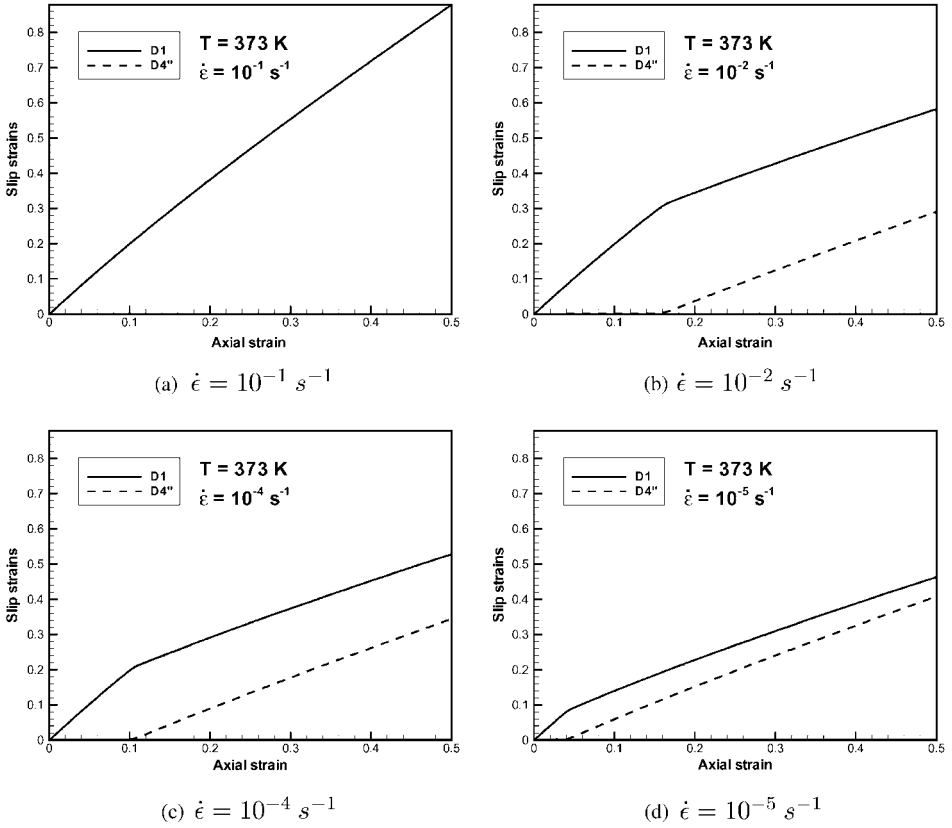 0.8
0.7
0.6
0.5
0.4
0.3
0.2
0.1
0
Slip strains
D1
D4"
T = 373 K
ε̇ = 10⁻¹ s⁻¹
0 0.1 0.2 0.3 0.4 0.5
Axial strain
(a) ϵ̇ = 10⁻¹ s⁻¹
0.8
0.7
0.6
0.5
0.4
0.3
0.2
0.1
0
Slip strains
D1
D4"
T = 373 K
ε̇ = 10⁻² s⁻¹
0 0.1 0.2 0.3 0.4 0.5
Axial strain
(b) ϵ̇ = 10⁻² s⁻¹
0.8
0.7
0.6
0.5
0.4
0.3
0.2
0.1
0
Slip strains
D1
D4"
T = 373 K
ε̇ = 10⁻⁴ s⁻¹
0 0.1 0.2 0.3 0.4 0.5
Axial strain
(c) ϵ̇ = 10⁻⁴ s⁻¹
0.8
0.7
0.6
0.5
0.4
0.3
0.2
0.1
0
Slip strains
D1
D4"
T = 373 K
ε̇ = 10⁻⁵ s⁻¹
0 0.1 0.2 0.3 0.4 0.5
Axial strain
(d) ϵ̇ = 10⁻⁵ s⁻¹